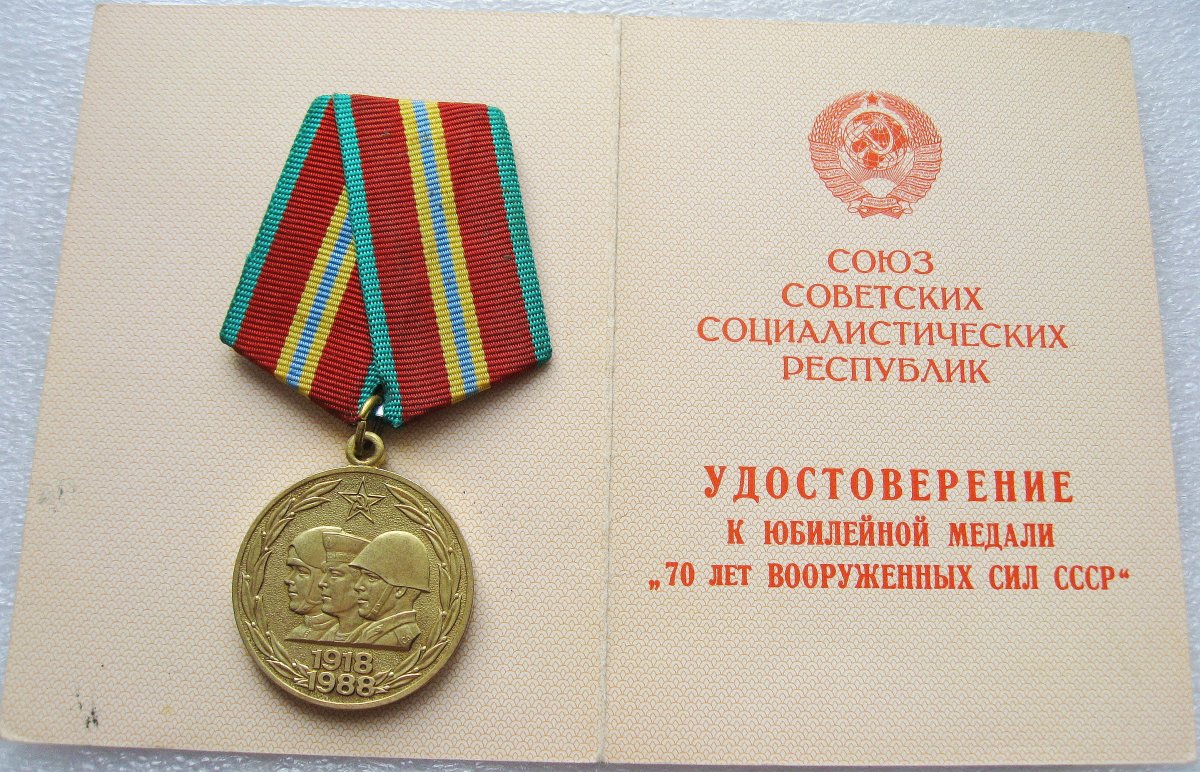 1918
1988
СОЮЗ
СОВЕТСКИХ
СОЦИАЛИСТИЧЕСКИХ
РЕСПУБЛИК
УДОСТОВЕРЕНИЕ
К ЮБИЛЕЙНОЙ МЕДАЛИ
„70 ЛЕТ ВООРУЖЕННЫХ СИЛ СССР“